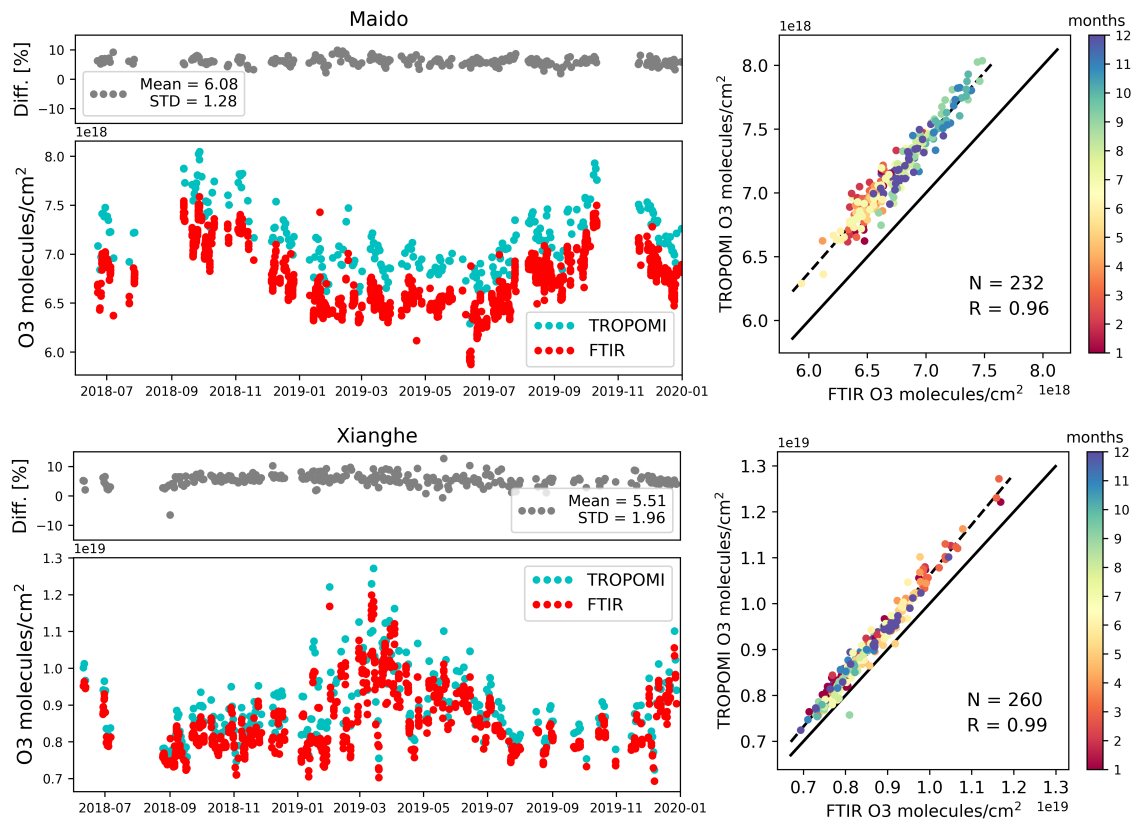 Maido
Diff. [%]
10
0
−10
Mean = 6.08
STD = 1.28
1e18
O3 molecules/cm²
8.0
7.5
7.0
6.5
6.0
TROPOMI
FTIR
2018-07 2018-09 2018-11 2019-01 2019-03 2019-05 2019-07 2019-09 2019-11 2020-01
1e18
months
TROPOMI O3 molecules/cm²
8.0
7.5
7.0
6.5
6.0
N = 232
R = 0.96
6.0 6.5 7.0 7.5 8.0
FTIR O3 molecules/cm² 1e18
12
11
10
9
8
7
6
5
4
3
2
1
Xianghe
Diff. [%]
10
0
−10
Mean = 5.51
STD = 1.96
1e19
O3 molecules/cm²
1.3
1.2
1.1
1.0
0.9
0.8
0.7
TROPOMI
FTIR
2018-07 2018-09 2018-11 2019-01 2019-03 2019-05 2019-07 2019-09 2019-11 2020-01
1e19
months
TROPOMI O3 molecules/cm²
1.3
1.2
1.1
1.0
0.9
0.8
0.7
N = 260
R = 0.99
0.7 0.8 0.9 1.0 1.1 1.2 1.3
FTIR O3 molecules/cm² 1e19
12
11
10
9
8
7
6
5
4
3
2
1